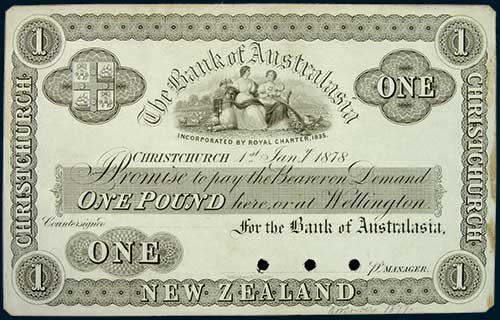 1 1
The Bank of Australasia
ONE
INCORPORATED BY ROYAL CHARTER, 1835.
CHRISTCHURCH
CHRISTCHURCH
CHRISTCHURCH 1st Jany 1878
I Promise to pay the Bearer on Demand
ONE POUND here, or at Wellington.
Countersigned
For the Bank of Australasia,
ONE
pr MANAGER.
1 1
NEW ZEALAND